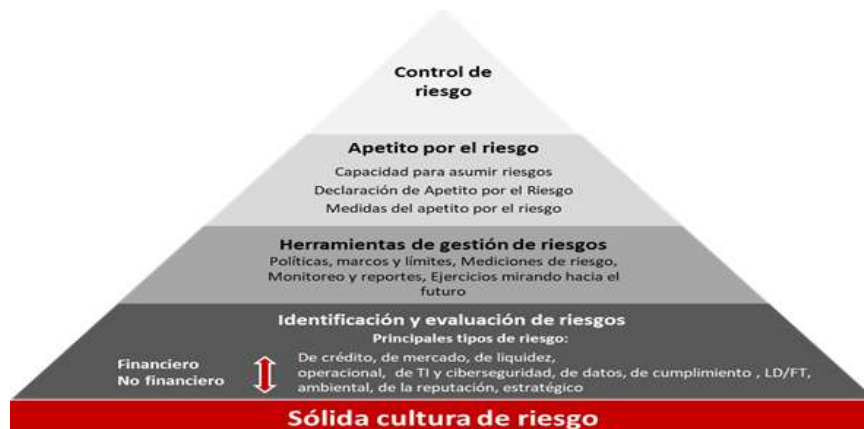 Control de
riesgo
Apetito por el riesgo
Capacidad para asumir riesgos
Declaración de Apetito por el Riesgo
Medidas del apetito por el riesgo
Herramientas de gestión de riesgos
Políticas, marcos y límites, Mediciones de riesgo,
Monitoreo y reportes, Ejercicios mirando hacia el
futuro
Identificación y evaluación de riesgos
Principales tipos de riesgo:
Financiero
No financiero
De crédito, de mercado, de liquidez,
operacional, de TI y ciberseguridad, de datos, de cumplimiento , LD/FT,
ambiental, de la reputación, estratégico
Sólida cultura de riesgo